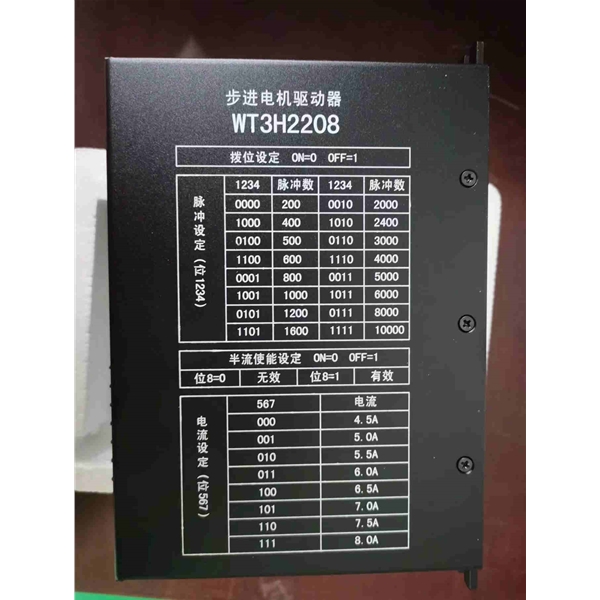 步进电机驱动器
WT3H2208
拨位设定 ON=0 OFF=1
脉冲设定(位1234)
1234 脉冲数 1234 脉冲数
0000 200 0010 2000
1000 400 1010 2400
0100 500 0110 3000
1100 600 1110 4000
0001 800 0011 5000
1001 1000 1011 6000
0101 1200 0111 8000
1101 1600 1111 10000
半流使能设定 ON=0 OFF=1
位8=0 无效 位8=1 有效
电流设定(位567)
567 电流
000 4.5A
001 5.0A
010 5.5A
011 6.0A
100 6.5A
101 7.0A
110 7.5A
111 8.0A